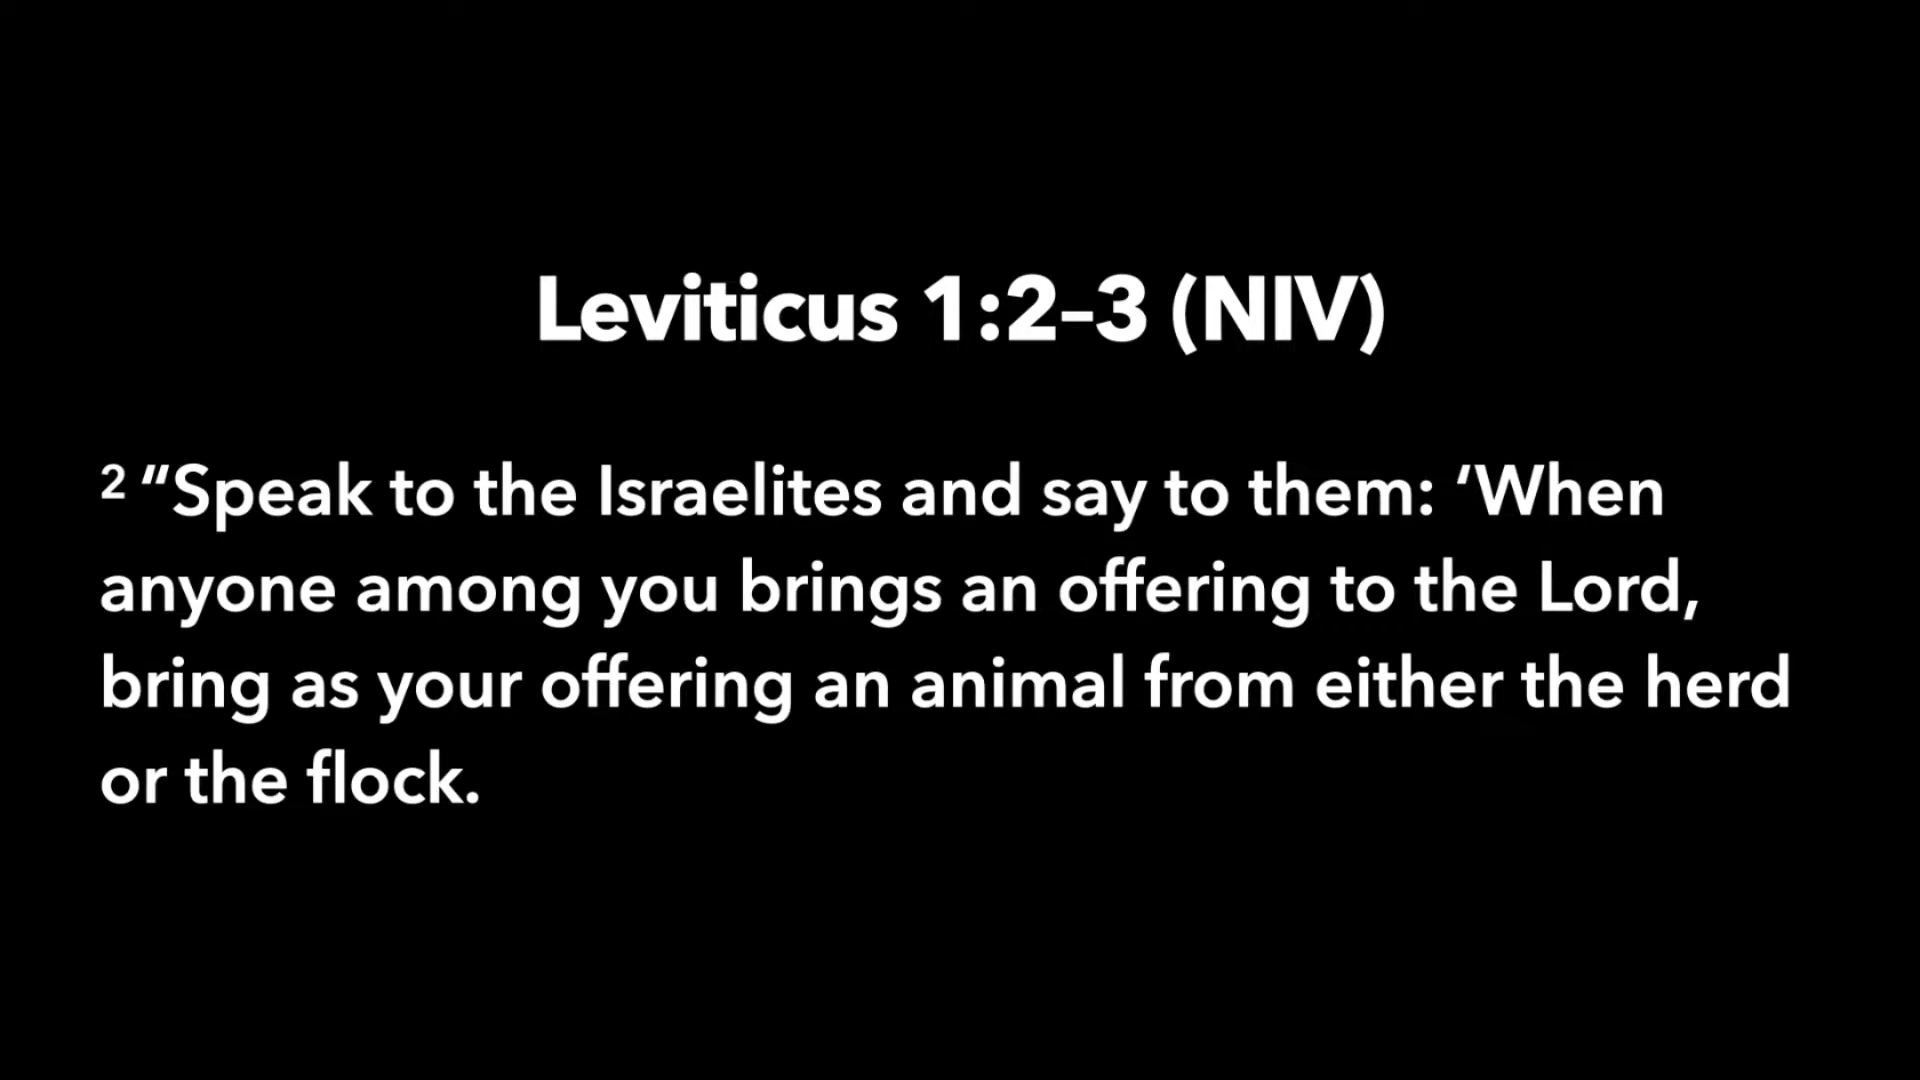 Leviticus 1:2–3 (NIV)
2 “Speak to the Israelites and say to them: ‘When
anyone among you brings an offering to the Lord,
bring as your offering an animal from either the herd
or the flock.